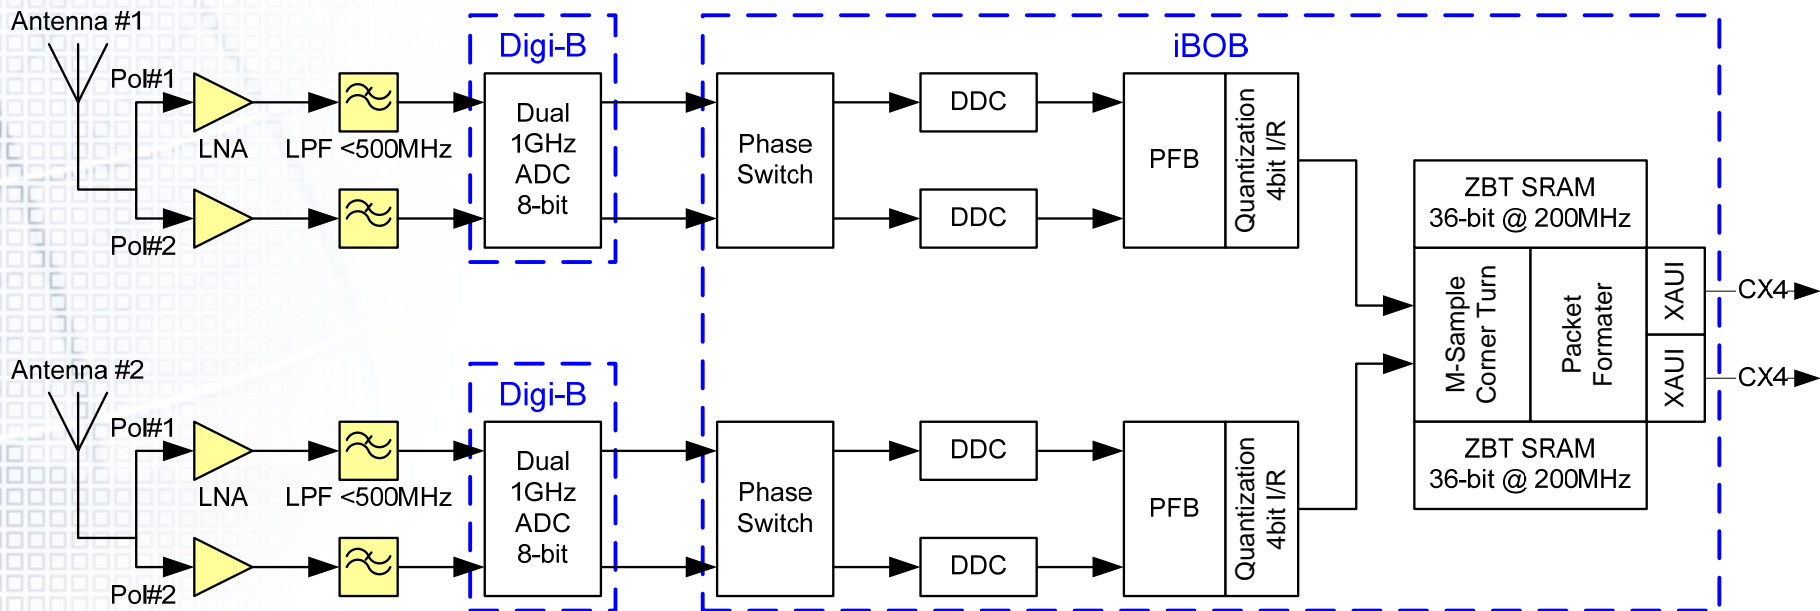 Antenna #1
Pol#1
LNA
LPF <500MHz
Pol#2
Digi-B
Dual
1GHz
ADC
8-bit
iBOB
Phase
Switch
DDC
DDC
PFB
Quantization
4bit I/R
ZBT SRAM
36-bit @ 200MHz
M-Sample
Corner Turn
Packet
Formater
XAUI
XAUI
CX4
CX4
ZBT SRAM
36-bit @ 200MHz
Antenna #2
Pol#1
LNA
LPF <500MHz
Pol#2
Digi-B
Dual
1GHz
ADC
8-bit
Phase
Switch
DDC
DDC
PFB
Quantization
4bit I/R